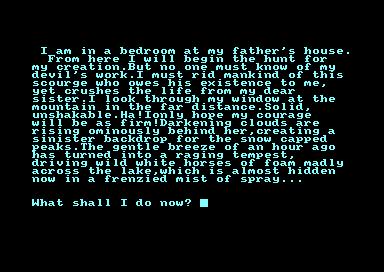 I am in a bedroom at my father's house.
From here I will begin the hunt for
my creation.But no one must know of my
devil's work.I must rid mankind of this
scourge who owes his existence to me,
yet crushes the life from my dear
sister.I look through my window at the
mountain in the far distance.Solid,
unshakable.Ha!Ionly hope my courage
will be as firm!Darkening clouds are
rising ominously behind her,creating a
sinister backdrop for the snow capped
peaks.The gentle breeze of an hour ago
has turned into a raging tempest,
driving wild white horses of foam madly
across the lake,which is almost hidden
now in a frenzied mist of spray...
What shall I do now?